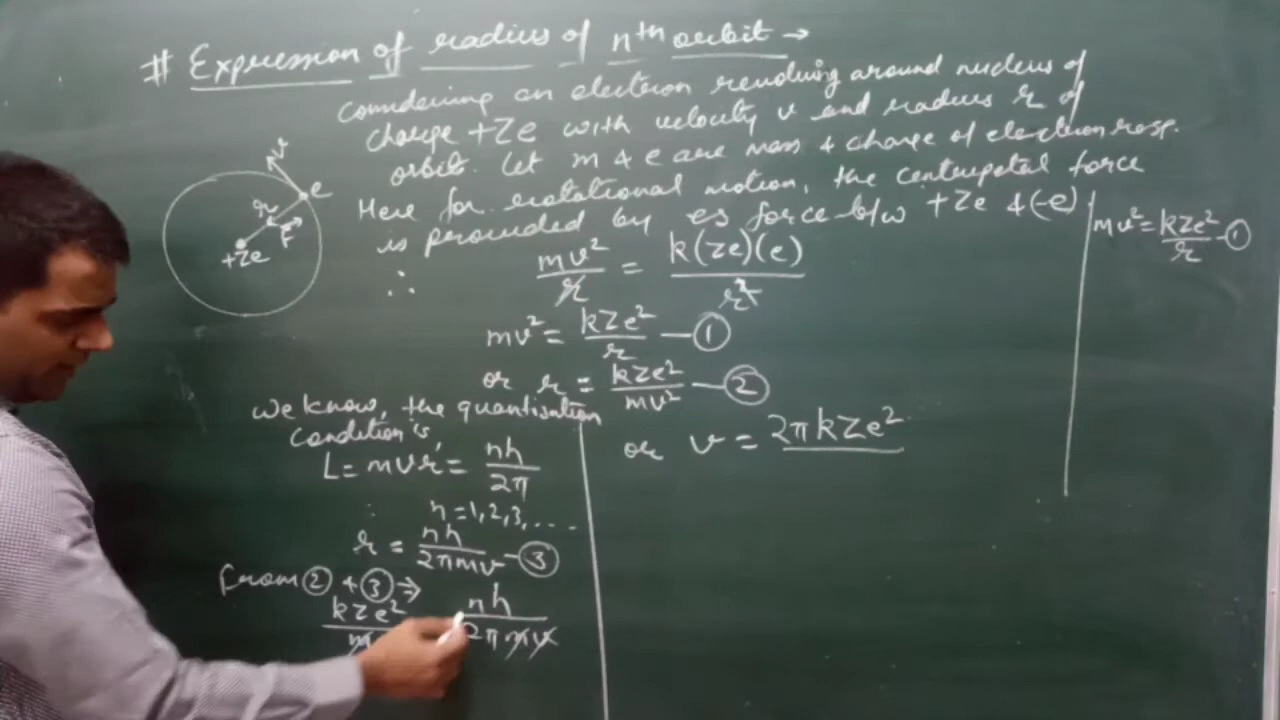 # Expression of radius of nth orbit →
Considering an electron revolving around nucleus of
charge +Ze with velocity v and radius r of
orbit. Let m & e are mass & charge of electron resp.
Here for rotational motion, the centripetal force
is provided by es force b/w +Ze & (-e)
∴ mv²/r = k(Ze)(e)/r²
mv² = kZe²/r — ①
or r = kZe²/mv² — ②
v
e
r
F
+Ze
We know, the quantisation
condition is,
L = mvr = nh/2π
n = 1, 2, 3, ....
r = nh/2πmv — ③
From ② & ③ ⇒
kZe² nh/2πmv
or v = 2πkZe²
mv² = kZe²/r — ①